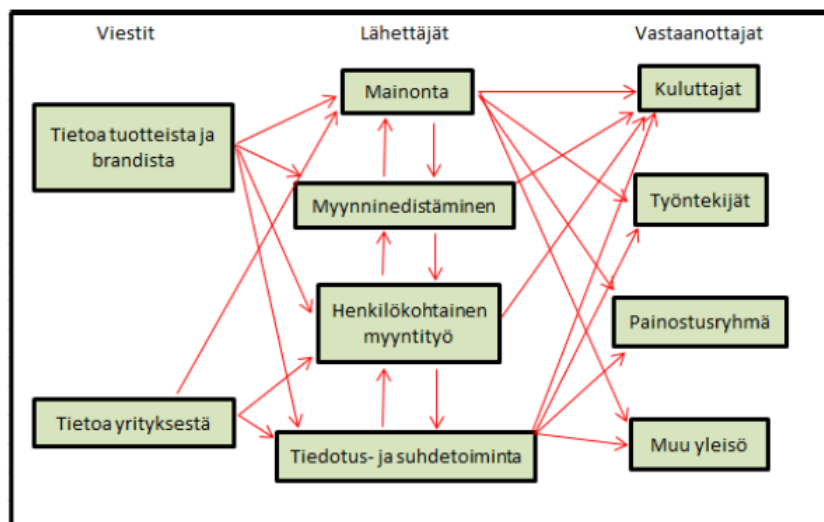 Viestit
Lähettäjät
Vastaanottajat
Tietoa tuotteista ja
brandista
Tietoa yrityksestä
Mainonta
Myynninedistäminen
Henkilökohtainen
myyntityö
Tiedotus- ja suhdetoiminta
Kuluttajat
Työntekijät
Painostusryhmä
Muu yleisö